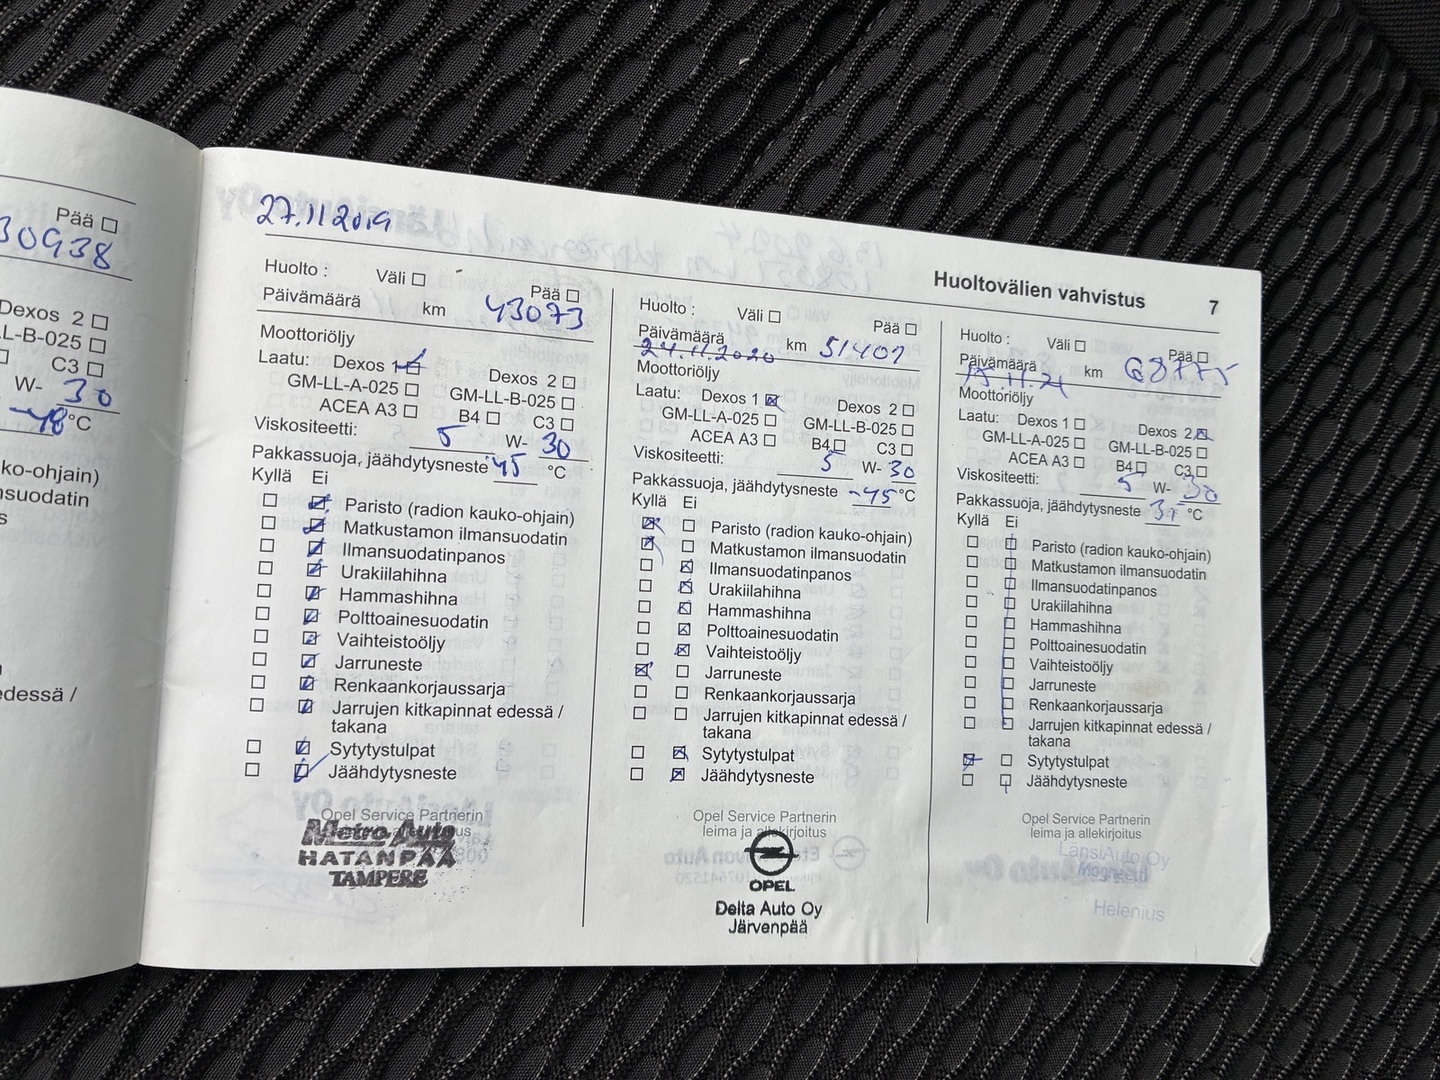 Pää
30938
Dexos 2
LL-B-025
C3
W- 30
-48°C
ko-ohjain)
nsuodatin
s
edessä /
27.11.2019
Huoltovälien vahvistus 7
Huolto : Väli Pää
Päivämäärä km 43073
Moottoriöljy
Laatu: Dexos 1 Dexos 2
GM-LL-A-025 GM-LL-B-025
ACEA A3 B4 C3
Viskositeetti: 5 W- 30
Pakkassuoja, jäähdytysneste 45 °C
Kyllä Ei
Paristo (radion kauko-ohjain)
Matkustamon ilmansuodatin
Ilmansuodatinpanos
Urakiilahihna
Hammashihna
Polttoainesuodatin
Vaihteistoöljy
Jarruneste
Renkaankorjaussarja
Jarrujen kitkapinnat edessä /
takana
Sytytystulpat
Jäähdytysneste
Opel Service Partnerin
Metro Auto
HATANPÄÄ
TAMPERE
Huolto : Väli Pää
Päivämäärä km 51401
24.11.2020
Moottoriöljy
Laatu: Dexos 1 Dexos 2
GM-LL-A-025 GM-LL-B-025
ACEA A3 B4 C3
Viskositeetti: 5 W- 30
Pakkassuoja, jäähdytysneste -45°C
Kyllä Ei
Paristo (radion kauko-ohjain)
Matkustamon ilmansuodatin
Ilmansuodatinpanos
Urakiilahihna
Hammashihna
Polttoainesuodatin
Vaihteistoöljy
Jarruneste
Renkaankorjaussarja
Jarrujen kitkapinnat edessä /
takana
Sytytystulpat
Jäähdytysneste
Opel Service Partnerin
leima ja allekirjoitus
OPEL
Delta Auto Oy
Järvenpää
Huolto : Väli Pää
Päivämäärä km 68775
15.11.21
Moottoriöljy
Laatu: Dexos 1 Dexos 2
GM-LL-A-025 GM-LL-B-025
ACEA A3 B4 C3
Viskositeetti: 5 W- 30
Pakkassuoja, jäähdytysneste °C
Kyllä Ei
Paristo (radion kauko-ohjain)
Matkustamon ilmansuodatin
Ilmansuodatinpanos
Urakiilahihna
Hammashihna
Polttoainesuodatin
Vaihteistoöljy
Jarruneste
Renkaankorjaussarja
Jarrujen kitkapinnat edessä /
takana
Sytytystulpat
Jäähdytysneste
Opel Service Partnerin
leima ja allekirjoitus
LänsiAuto Oy
Helenius